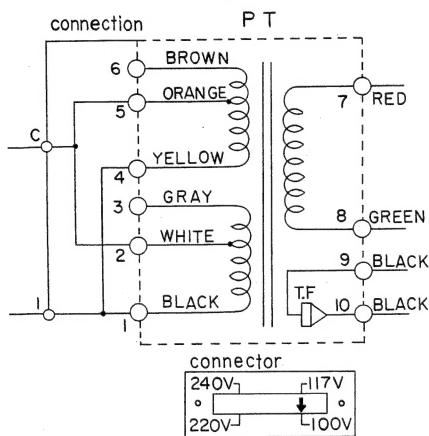 connection
P T
6 BROWN
5 ORANGE
C
4 YELLOW
3 GRAY
2 WHITE
1
1 BLACK
7 RED
8 GREEN
9 BLACK
T.F
10 BLACK
connector
240V 117V
220V 100V